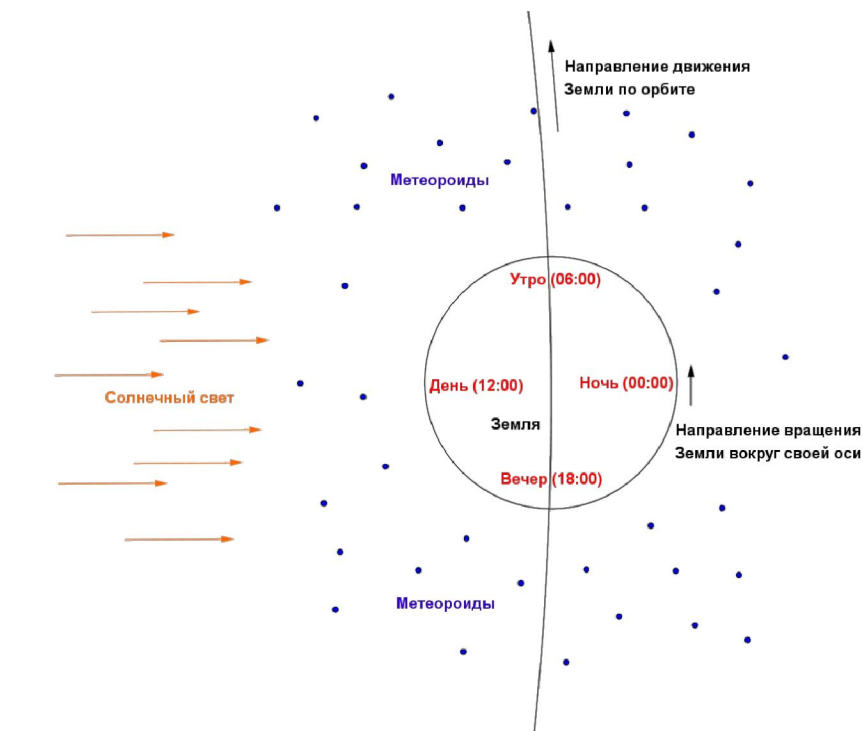 Направление движения
Земли по орбите
Метеороиды
Утро (06:00)
День (12:00)
Ночь (00:00)
Солнечный свет
Земля
Направление вращения
Земли вокруг своей оси
Вечер (18:00)
Метеороиды